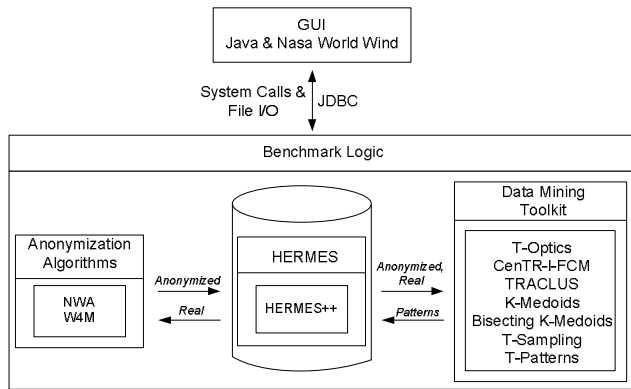 GUI
Java & Nasa World Wind
System Calls &
File I/O
JDBC
Benchmark Logic
Anonymization
Algorithms
NWA
W4M
Anonymized
Real
HERMES
HERMES++
Anonymized,
Real
Patterns
Data Mining
Toolkit
T-Optics
CenTR-I-FCM
TRACLUS
K-Medoids
Bisecting K-Medoids
T-Sampling
T-Patterns